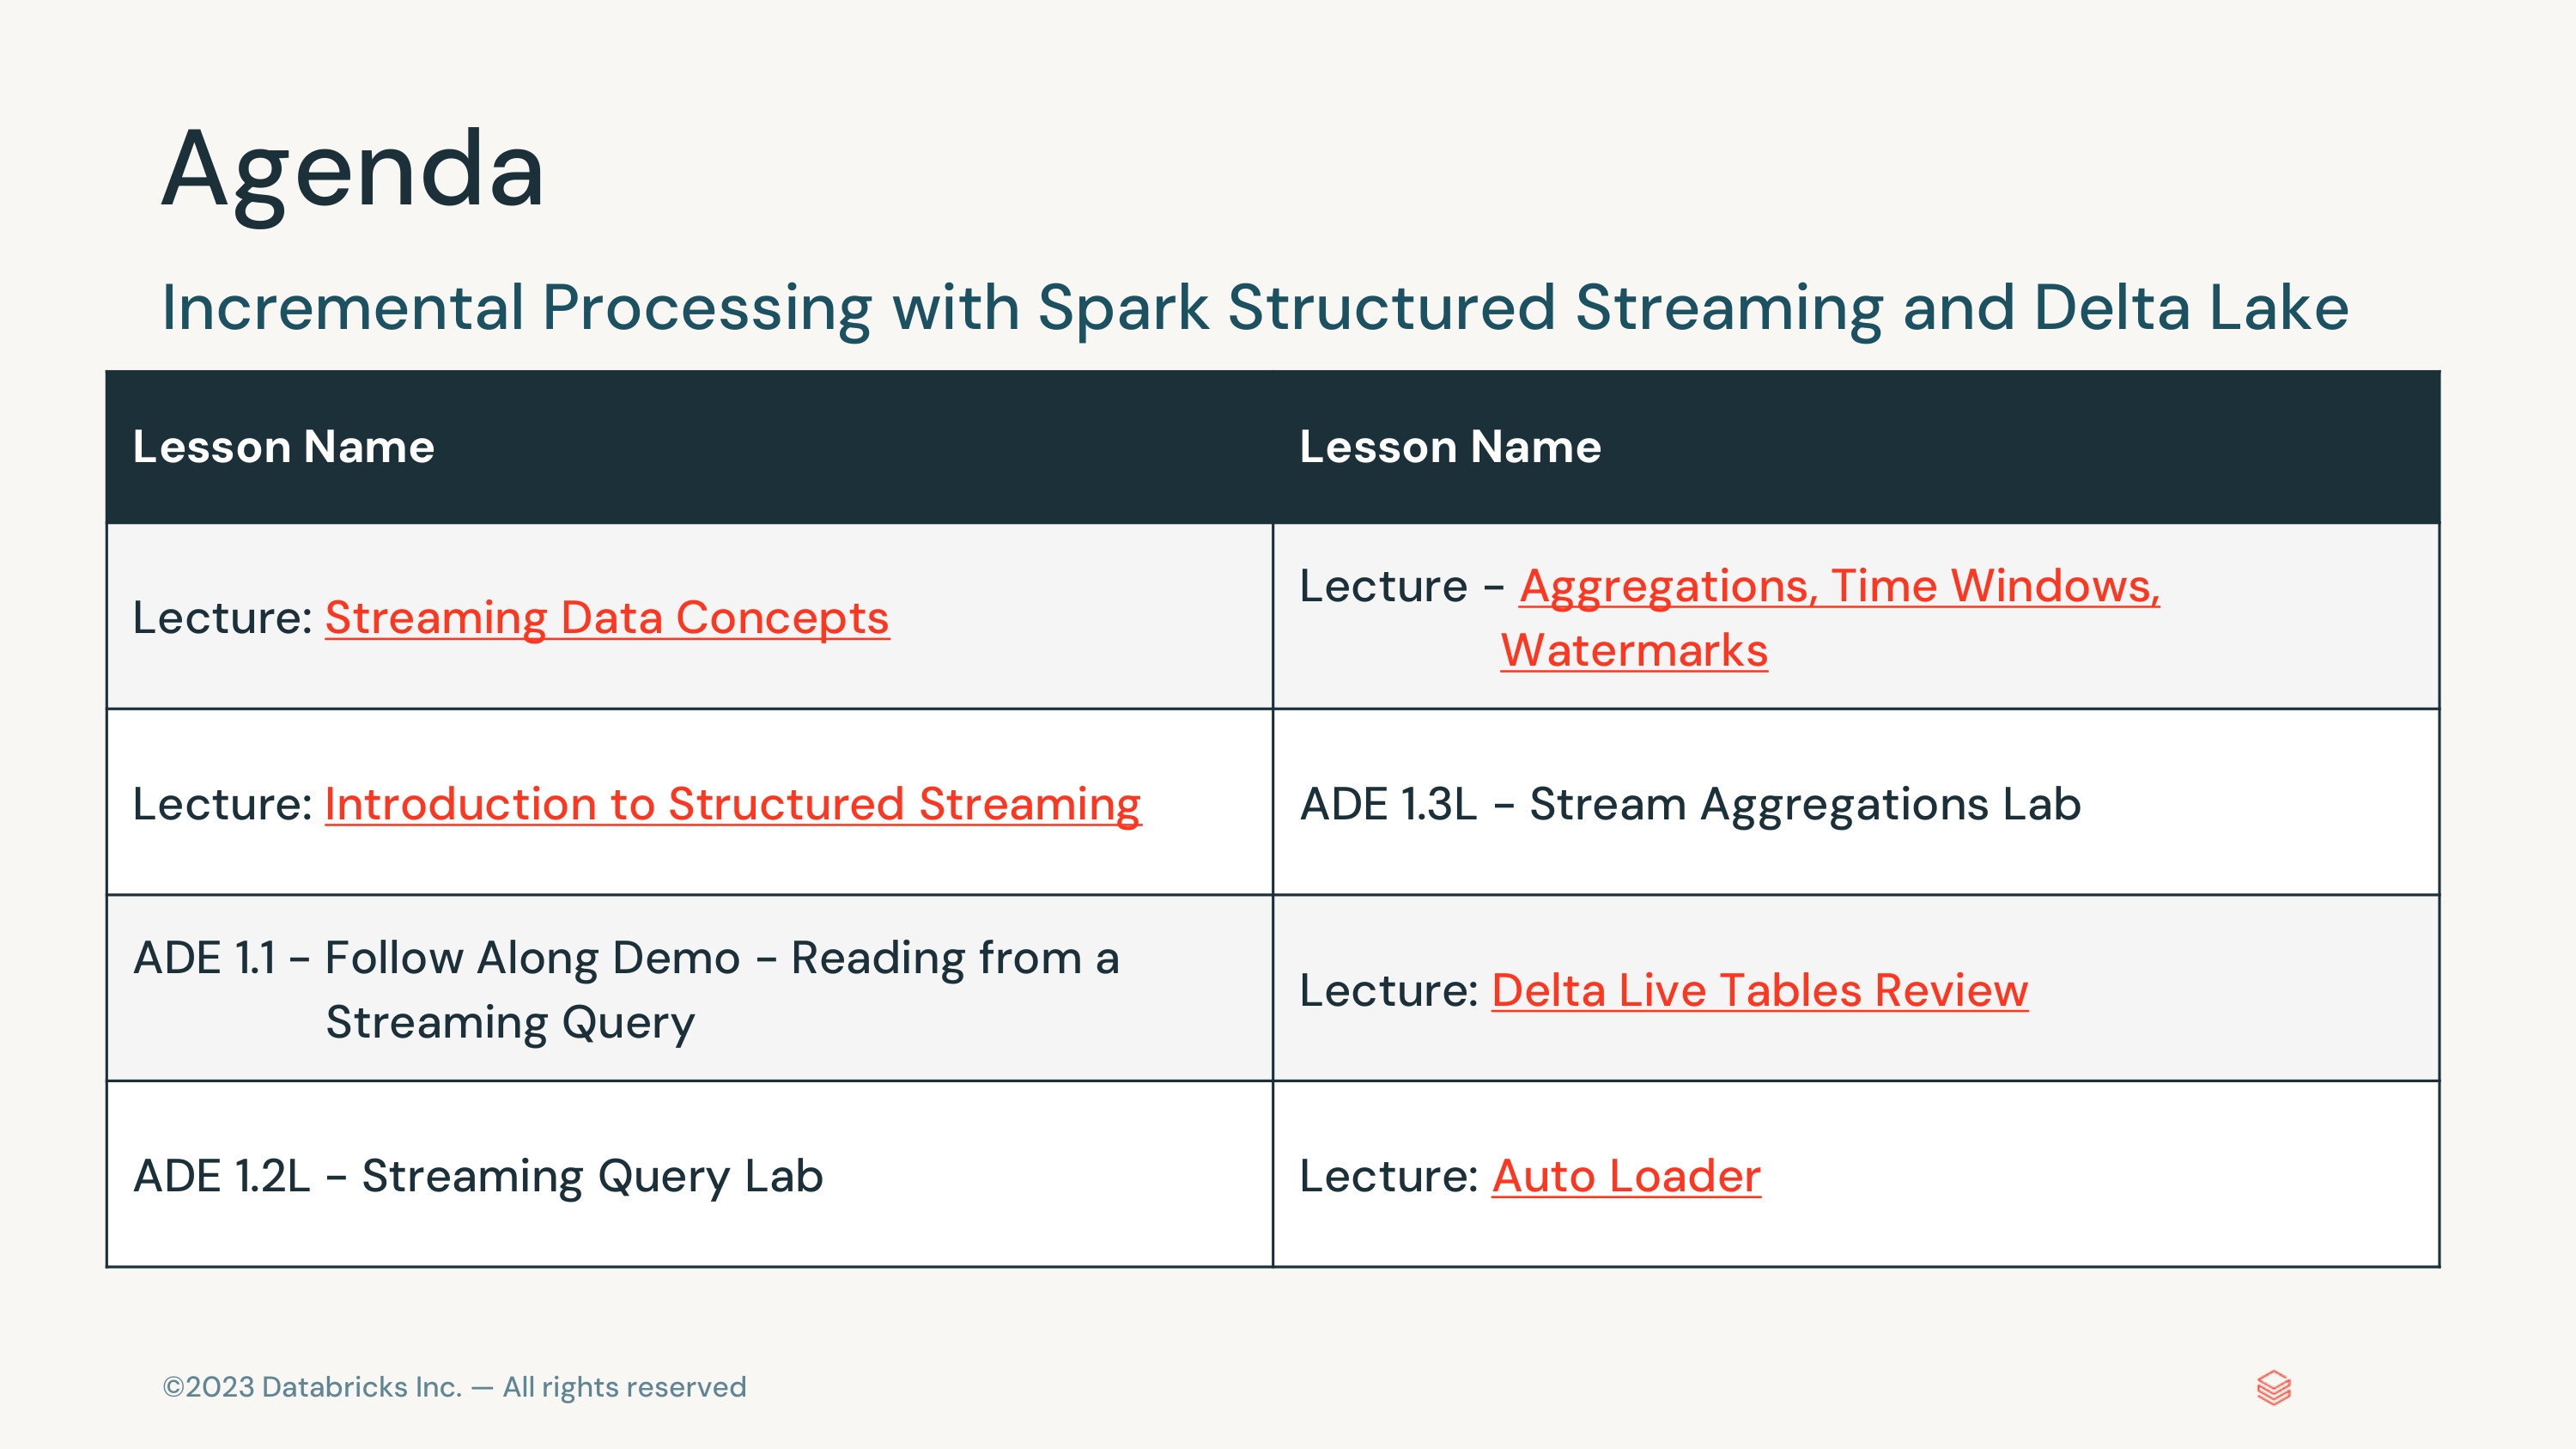 Agenda
Incremental Processing with Spark Structured Streaming and Delta Lake
Lesson Name
Lesson Name
Lecture: Streaming Data Concepts
Lecture – Aggregations, Time Windows,
Watermarks
Lecture: Introduction to Structured Streaming
ADE 1.3L – Stream Aggregations Lab
ADE 1.1 – Follow Along Demo – Reading from a
Streaming Query
Lecture: Delta Live Tables Review
ADE 1.2L – Streaming Query Lab
Lecture: Auto Loader
©2023 Databricks Inc. — All rights reserved